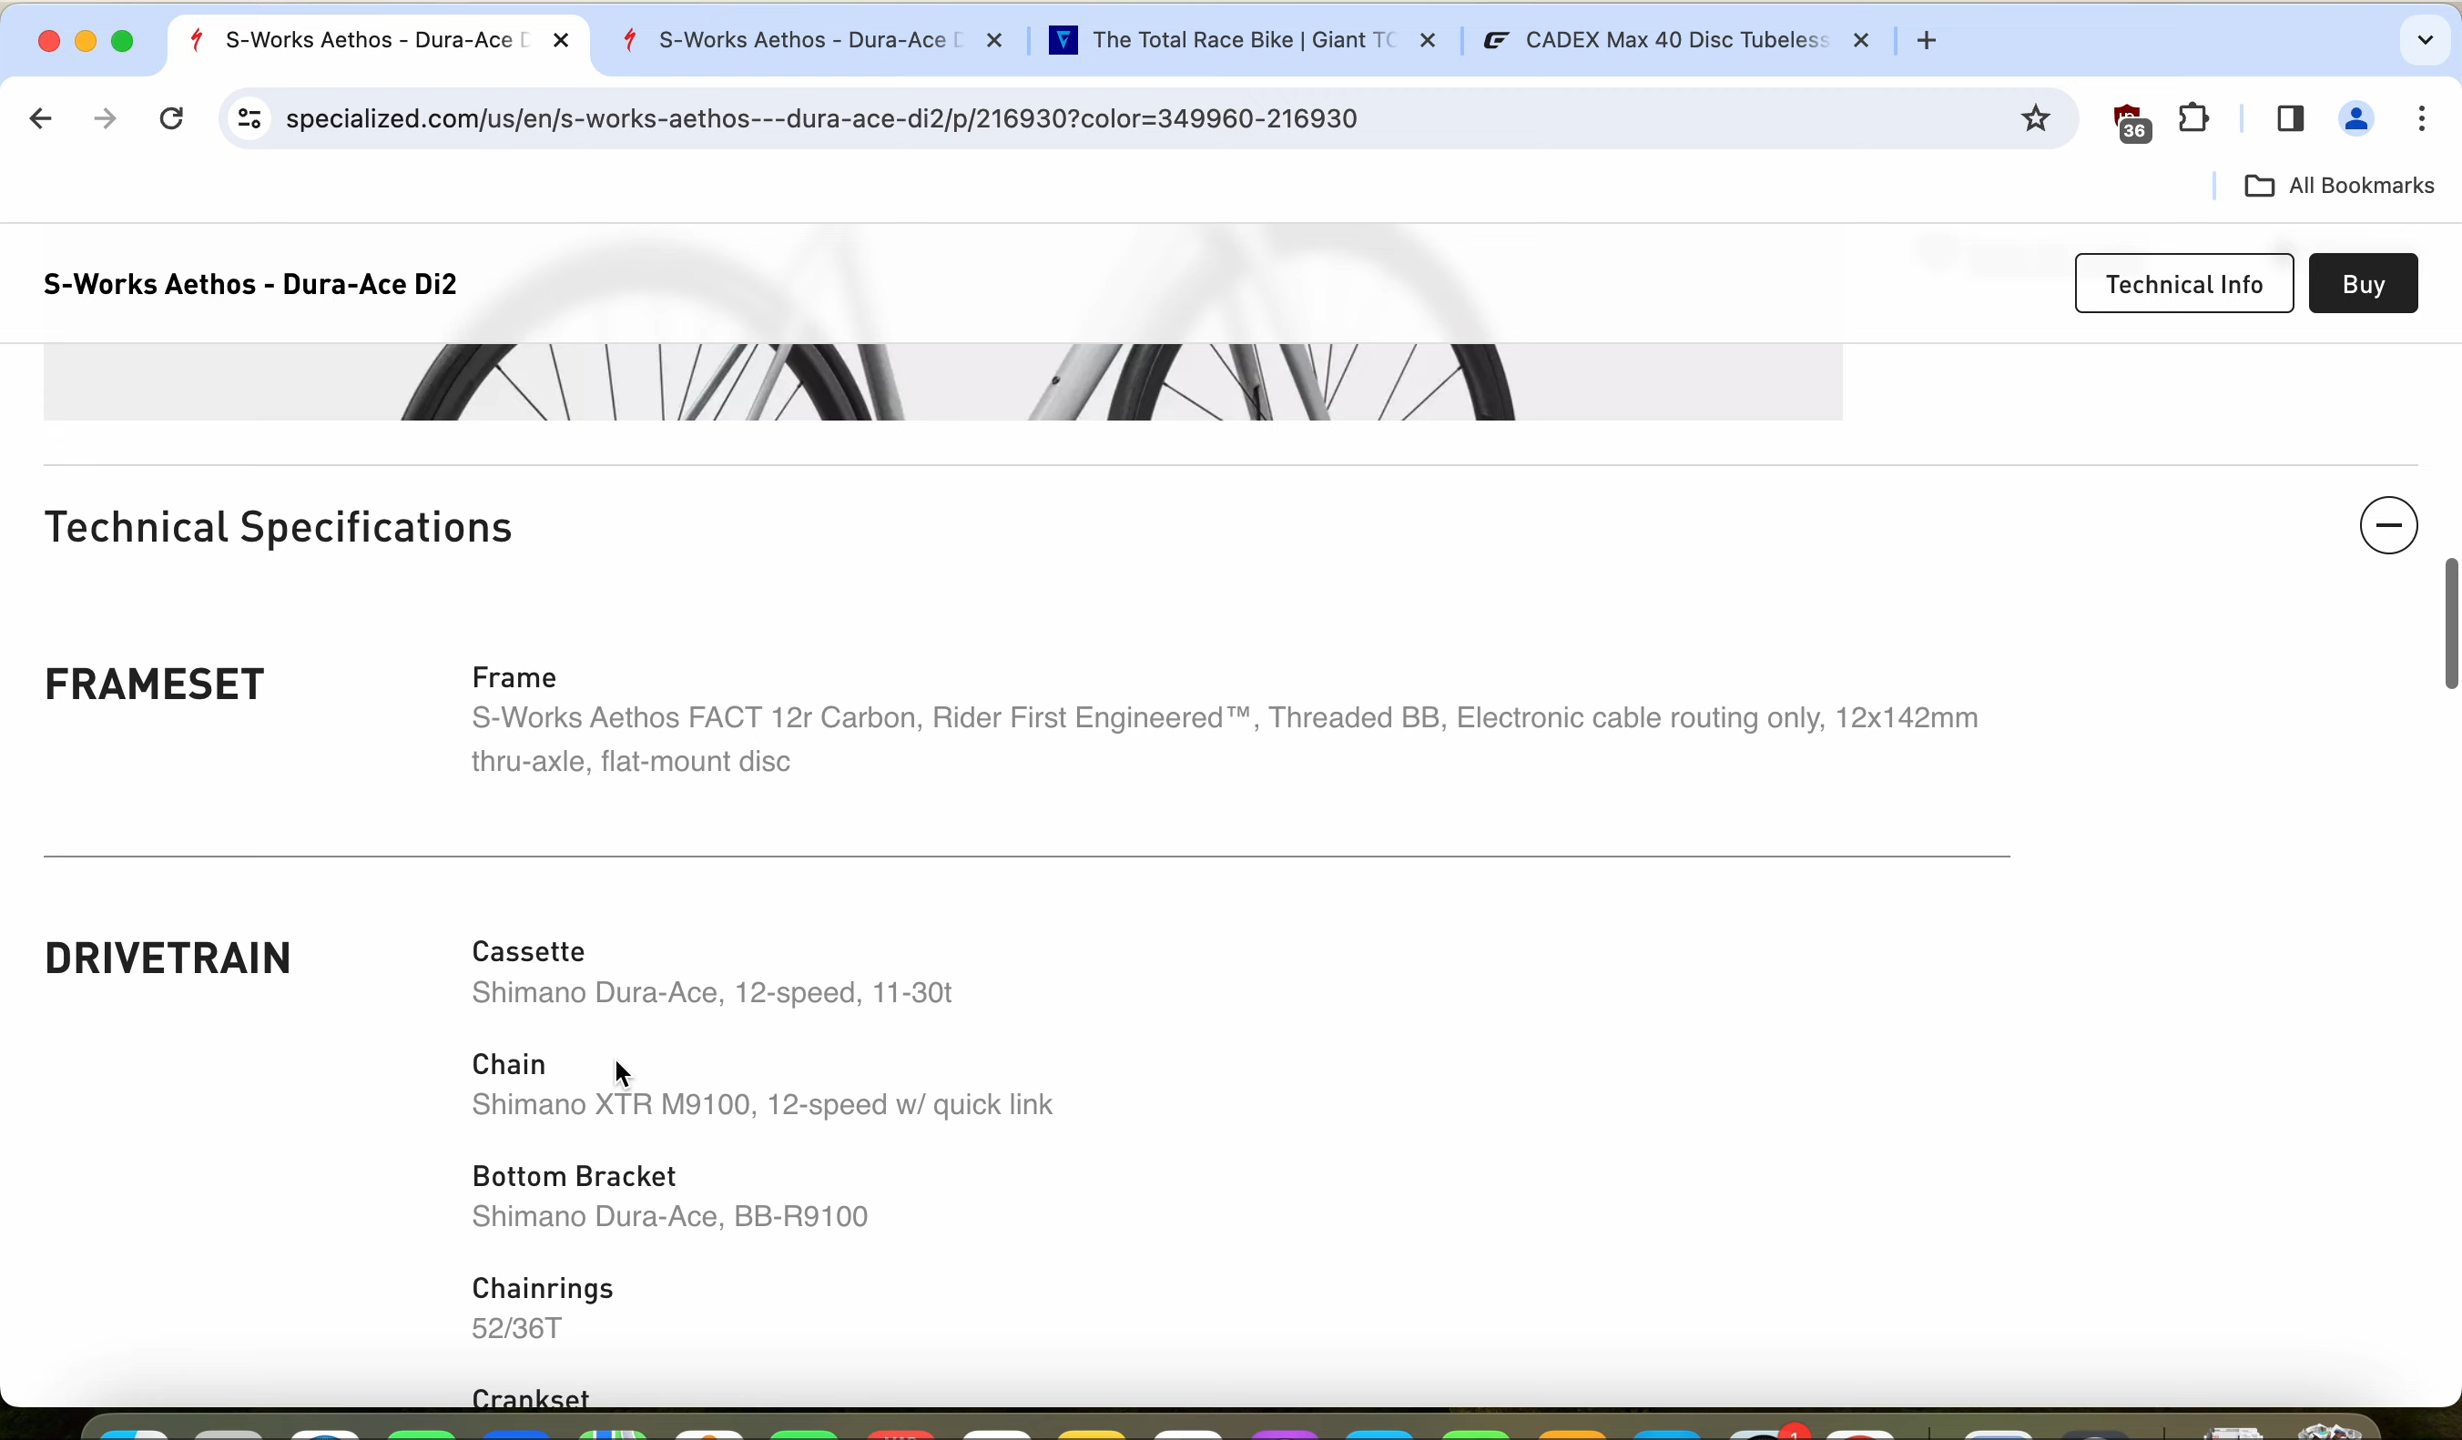 S-Works Aethos - Dura-Ace D
S-Works Aethos - Dura-Ace D
The Total Race Bike | Giant TC
CADEX Max 40 Disc Tubeless
specialized.com/us/en/s-works-aethos---dura-ace-di2/p/216930?color=349960-216930
36
All Bookmarks
S-Works Aethos - Dura-Ace Di2
Technical Info
Buy
Technical Specifications
FRAMESET
Frame
S-Works Aethos FACT 12r Carbon, Rider First Engineered™, Threaded BB, Electronic cable routing only, 12x142mm
thru-axle, flat-mount disc
DRIVETRAIN
Cassette
Shimano Dura-Ace, 12-speed, 11-30t
Chain
Shimano XTR M9100, 12-speed w/ quick link
Bottom Bracket
Shimano Dura-Ace, BB-R9100
Chainrings
52/36T
Crankset
MAR
1